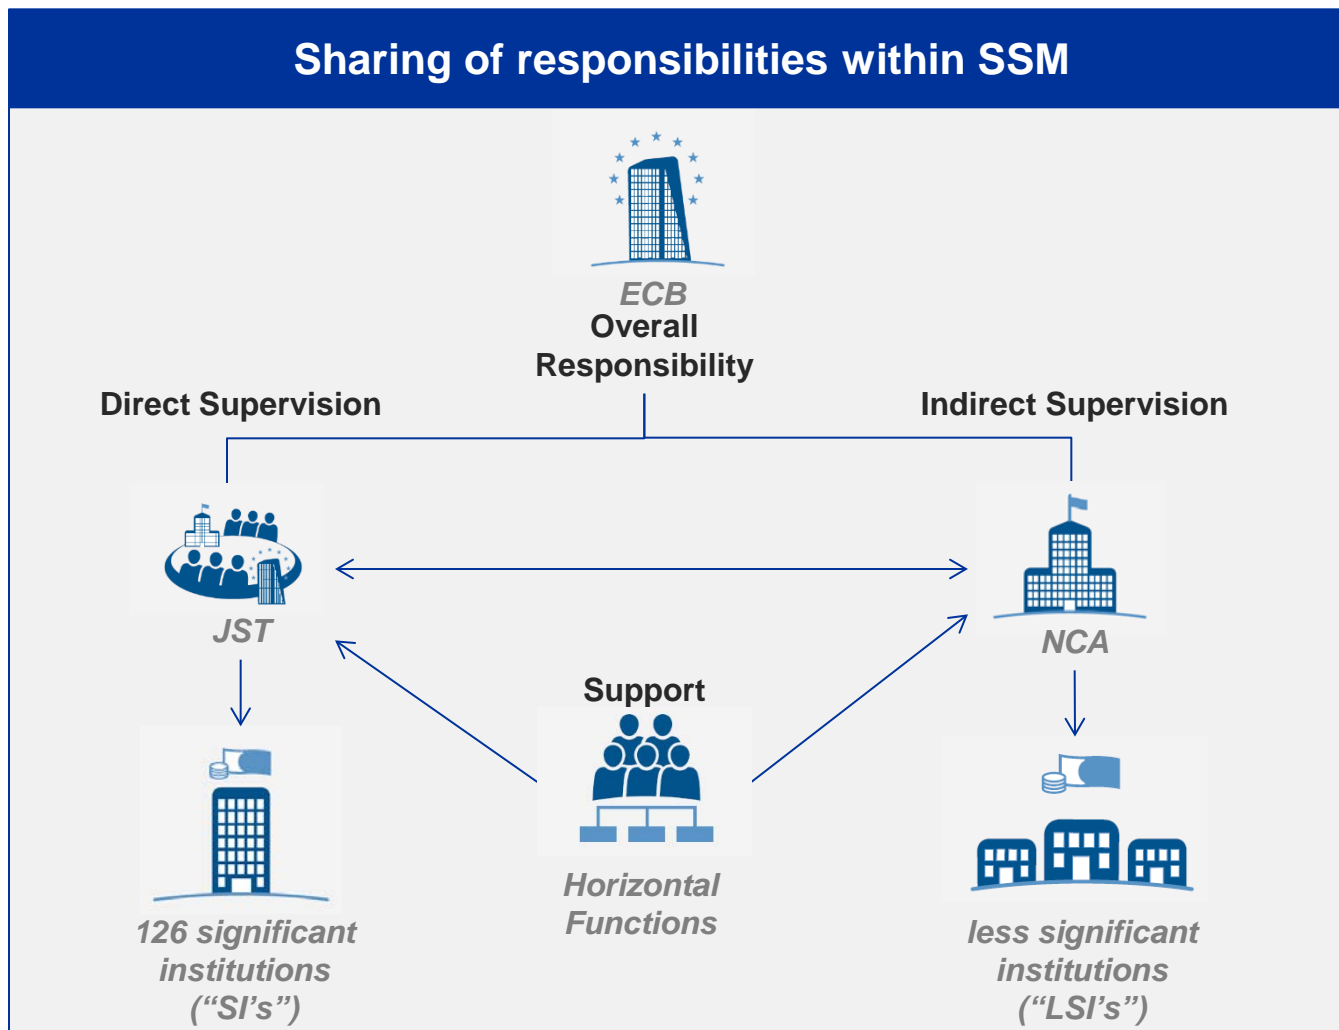 Sharing of responsibilities within SSM
ECB
Overall
Responsibility
Direct Supervision
Indirect Supervision
JST
NCA
Support
Horizontal
Functions
126 significant
institutions
(“SI’s”)
less significant
institutions
(“LSI’s”)